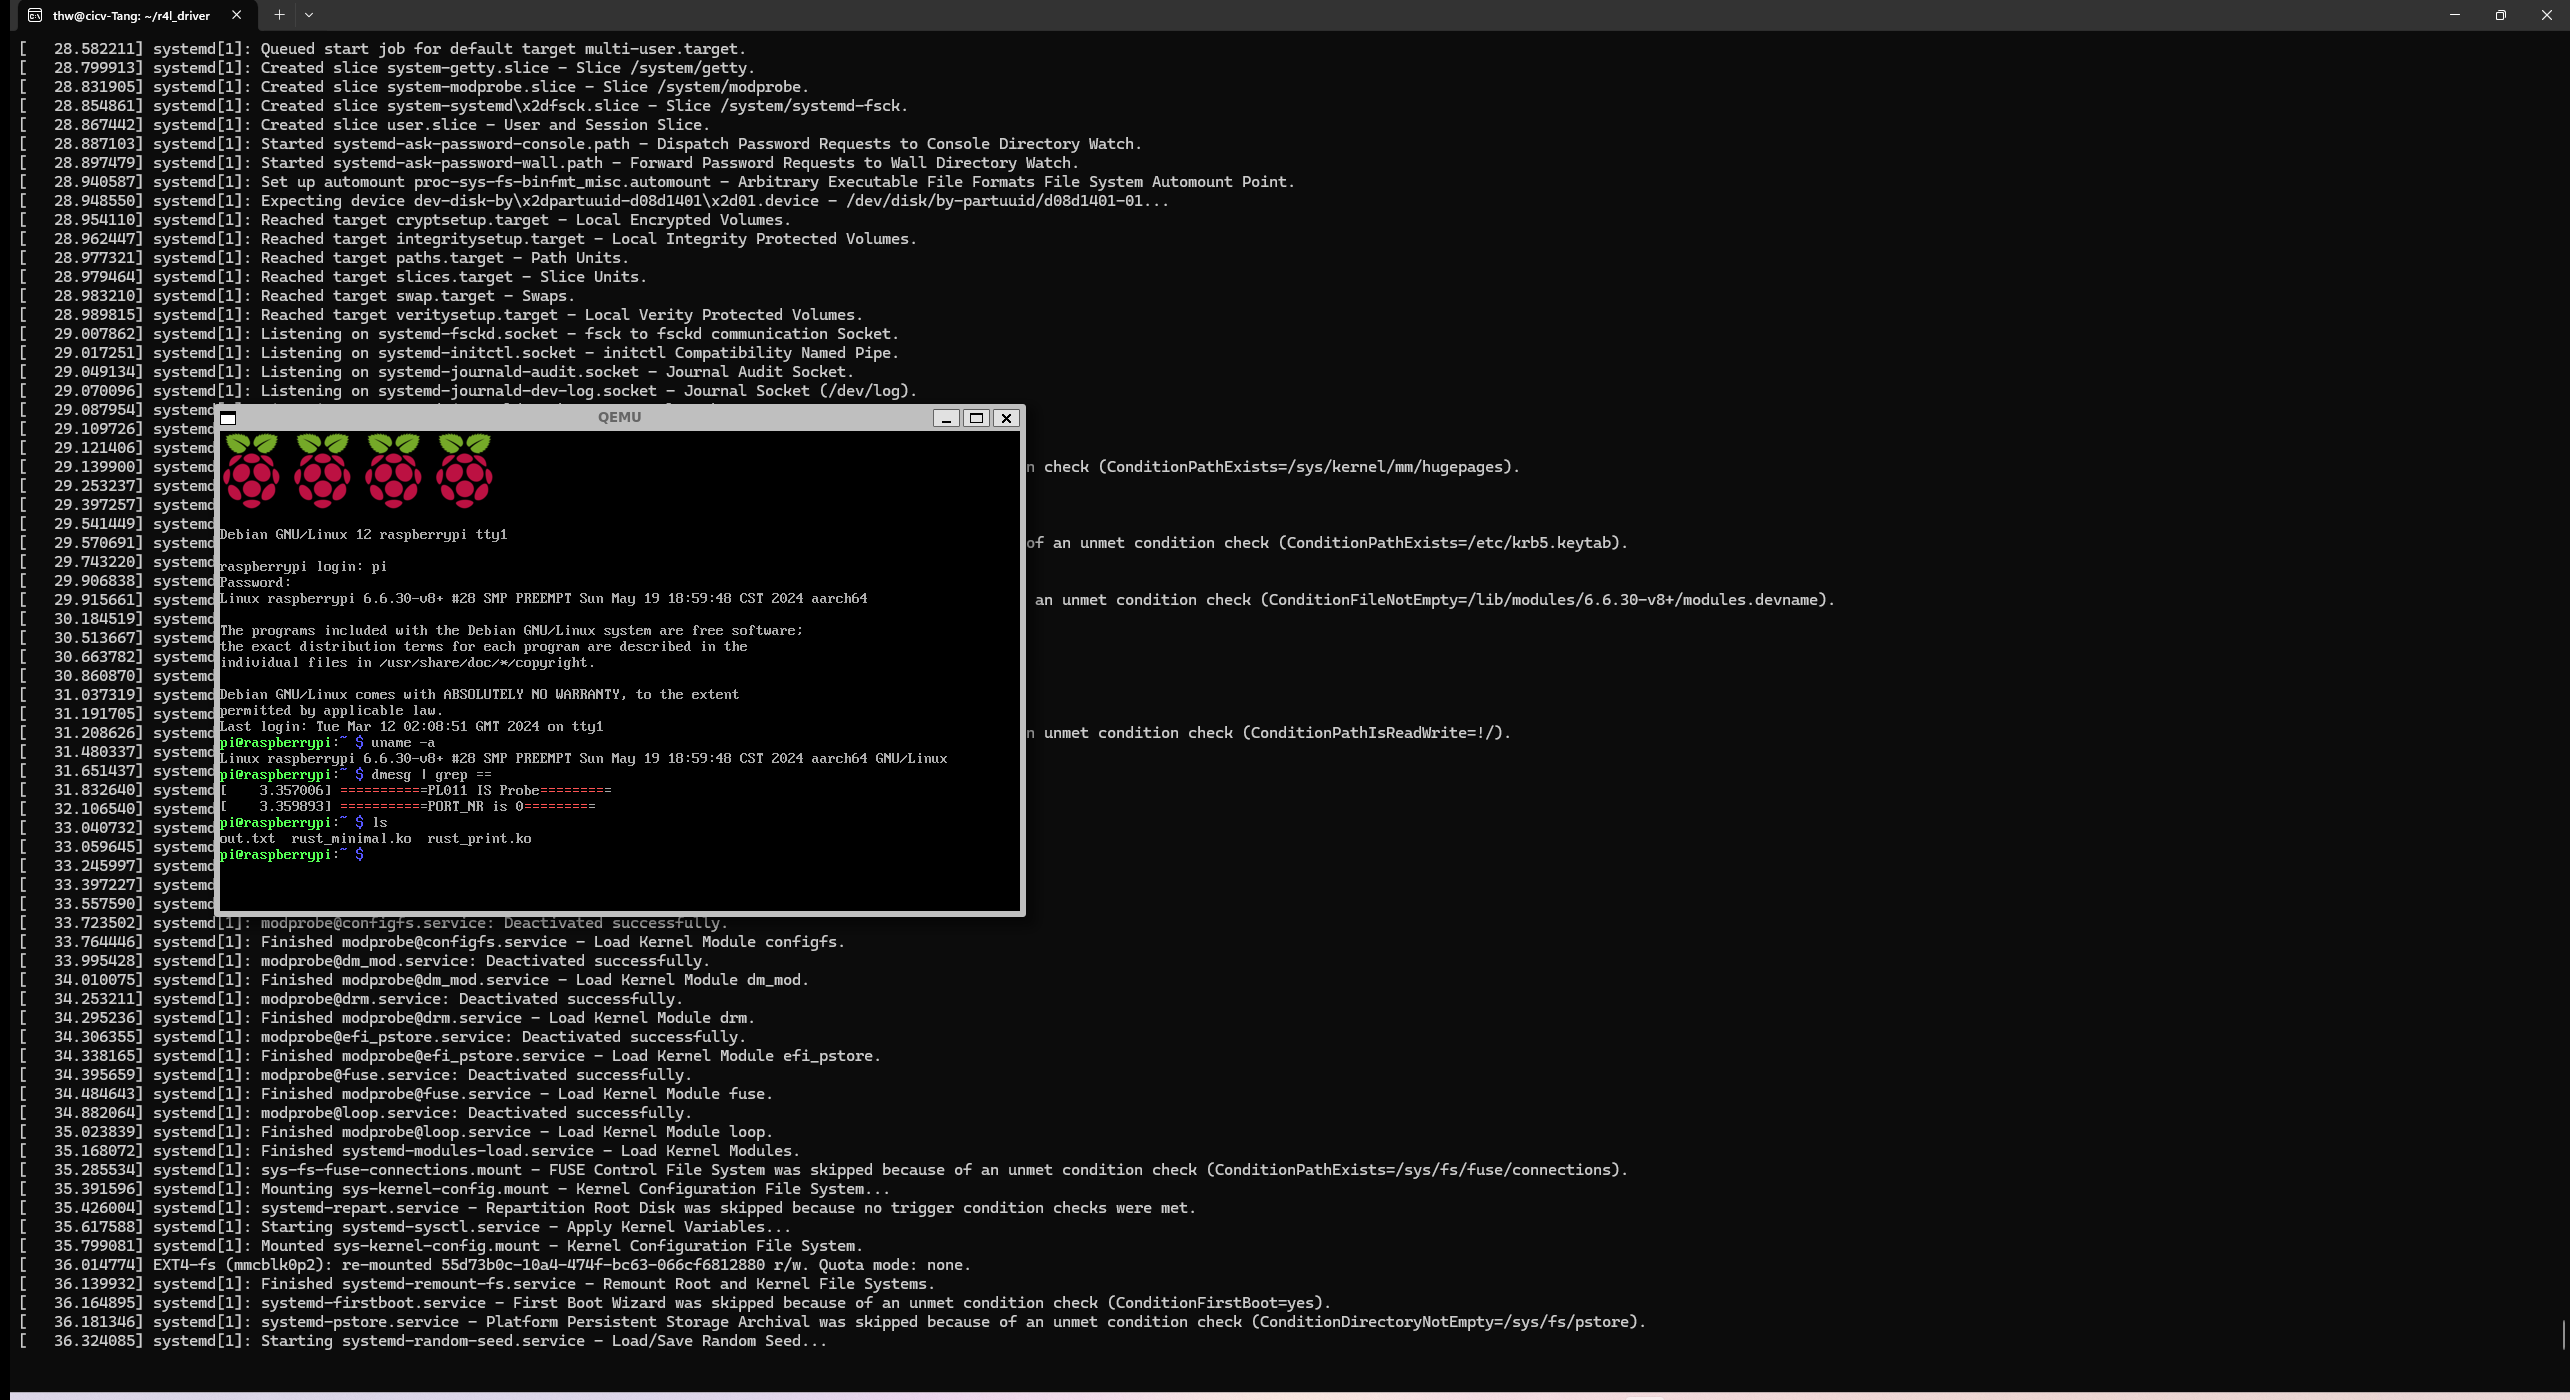 thw@cicv-Tang: ~/r4l_driver
[   28.582211] systemd[1]: Queued start job for default target multi-user.target.
[   28.799913] systemd[1]: Created slice system-getty.slice - Slice /system/getty.
[   28.831905] systemd[1]: Created slice system-modprobe.slice - Slice /system/modprobe.
[   28.854861] systemd[1]: Created slice system-systemd\x2dfsck.slice - Slice /system/systemd-fsck.
[   28.867442] systemd[1]: Created slice user.slice - User and Session Slice.
[   28.887103] systemd[1]: Started systemd-ask-password-console.path - Dispatch Password Requests to Console Directory Watch.
[   28.897479] systemd[1]: Started systemd-ask-password-wall.path - Forward Password Requests to Wall Directory Watch.
[   28.940587] systemd[1]: Set up automount proc-sys-fs-binfmt_misc.automount - Arbitrary Executable File Formats File System Automount Point.
[   28.948550] systemd[1]: Expecting device dev-disk-by\x2dpartuuid-d08d1401\x2d01.device - /dev/disk/by-partuuid/d08d1401-01...
[   28.954110] systemd[1]: Reached target cryptsetup.target - Local Encrypted Volumes.
[   28.962447] systemd[1]: Reached target integritysetup.target - Local Integrity Protected Volumes.
[   28.977321] systemd[1]: Reached target paths.target - Path Units.
[   28.979464] systemd[1]: Reached target slices.target - Slice Units.
[   28.983210] systemd[1]: Reached target swap.target - Swaps.
[   28.989815] systemd[1]: Reached target veritysetup.target - Local Verity Protected Volumes.
[   29.007862] systemd[1]: Listening on systemd-fsckd.socket - fsck to fsckd communication Socket.
[   29.017251] systemd[1]: Listening on systemd-initctl.socket - initctl Compatibility Named Pipe.
[   29.049134] systemd[1]: Listening on systemd-journald-audit.socket - Journal Audit Socket.
[   29.070096] systemd[1]: Listening on systemd-journald-dev-log.socket - Journal Socket (/dev/log).
[   29.087954] systemd
[   29.109726] systemd
[   29.121406] systemd
[   29.139900] systemd n check (ConditionPathExists=/sys/kernel/mm/hugepages).
[   29.253237] systemd
[   29.397257] systemd
[   29.541449] systemd
[   29.570691] systemd of an unmet condition check (ConditionPathExists=/etc/krb5.keytab).
[   29.743220] systemd
[   29.906838] systemd
[   29.915661] systemd an unmet condition check (ConditionFileNotEmpty=/lib/modules/6.6.30-v8+/modules.devname).
[   30.184519] systemd
[   30.513667] systemd
[   30.663782] systemd
[   30.860870] systemd
[   31.037319] systemd
[   31.191705] systemd
[   31.208626] systemd n unmet condition check (ConditionPathIsReadWrite=!/).
[   31.480337] systemd
[   31.651437] systemd
[   31.832640] systemd
[   32.106540] systemd
[   33.040732] systemd
[   33.059645] systemd
[   33.245997] systemd
[   33.397227] systemd
[   33.557590] systemd
QEMU
Debian GNU/Linux 12 raspberrypi tty1
raspberrypi login: pi
Password:
Linux raspberrypi 6.6.30-v8+ #28 SMP PREEMPT Sun May 19 18:59:48 CST 2024 aarch64
The programs included with the Debian GNU/Linux system are free software;
the exact distribution terms for each program are described in the
individual files in /usr/share/doc/*/copyright.
Debian GNU/Linux comes with ABSOLUTELY NO WARRANTY, to the extent
permitted by applicable law.
Last login: Tue Mar 12 02:08:51 GMT 2024 on tty1
pi@raspberrypi:~ $ uname -a
Linux raspberrypi 6.6.30-v8+ #28 SMP PREEMPT Sun May 19 18:59:48 CST 2024 aarch64 GNU/Linux
pi@raspberrypi:~ $ dmesg | grep ==
[    3.357006] ===========PL011 IS Probe=========
[    3.359893] ===========PORT_NR is 0=========
pi@raspberrypi:~ $ ls
out.txt  rust_minimal.ko  rust_print.ko
pi@raspberrypi:~ $
[   33.723502] systemd[1]: modprobe@configfs.service: Deactivated successfully.
[   33.764446] systemd[1]: Finished modprobe@configfs.service - Load Kernel Module configfs.
[   33.995428] systemd[1]: modprobe@dm_mod.service: Deactivated successfully.
[   34.010075] systemd[1]: Finished modprobe@dm_mod.service - Load Kernel Module dm_mod.
[   34.253211] systemd[1]: modprobe@drm.service: Deactivated successfully.
[   34.295236] systemd[1]: Finished modprobe@drm.service - Load Kernel Module drm.
[   34.306355] systemd[1]: modprobe@efi_pstore.service: Deactivated successfully.
[   34.338165] systemd[1]: Finished modprobe@efi_pstore.service - Load Kernel Module efi_pstore.
[   34.395659] systemd[1]: modprobe@fuse.service: Deactivated successfully.
[   34.484643] systemd[1]: Finished modprobe@fuse.service - Load Kernel Module fuse.
[   34.882064] systemd[1]: modprobe@loop.service: Deactivated successfully.
[   35.023839] systemd[1]: Finished modprobe@loop.service - Load Kernel Module loop.
[   35.168072] systemd[1]: Finished systemd-modules-load.service - Load Kernel Modules.
[   35.285534] systemd[1]: sys-fs-fuse-connections.mount - FUSE Control File System was skipped because of an unmet condition check (ConditionPathExists=/sys/fs/fuse/connections).
[   35.391596] systemd[1]: Mounting sys-kernel-config.mount - Kernel Configuration File System...
[   35.426004] systemd[1]: systemd-repart.service - Repartition Root Disk was skipped because no trigger condition checks were met.
[   35.617588] systemd[1]: Starting systemd-sysctl.service - Apply Kernel Variables...
[   35.799081] systemd[1]: Mounted sys-kernel-config.mount - Kernel Configuration File System.
[   36.014774] EXT4-fs (mmcblk0p2): re-mounted 55d73b0c-10a4-474f-bc63-066cf6812880 r/w. Quota mode: none.
[   36.139932] systemd[1]: Finished systemd-remount-fs.service - Remount Root and Kernel File Systems.
[   36.164895] systemd[1]: systemd-firstboot.service - First Boot Wizard was skipped because of an unmet condition check (ConditionFirstBoot=yes).
[   36.181346] systemd[1]: systemd-pstore.service - Platform Persistent Storage Archival was skipped because of an unmet condition check (ConditionDirectoryNotEmpty=/sys/fs/pstore).
[   36.324085] systemd[1]: Starting systemd-random-seed.service - Load/Save Random Seed...